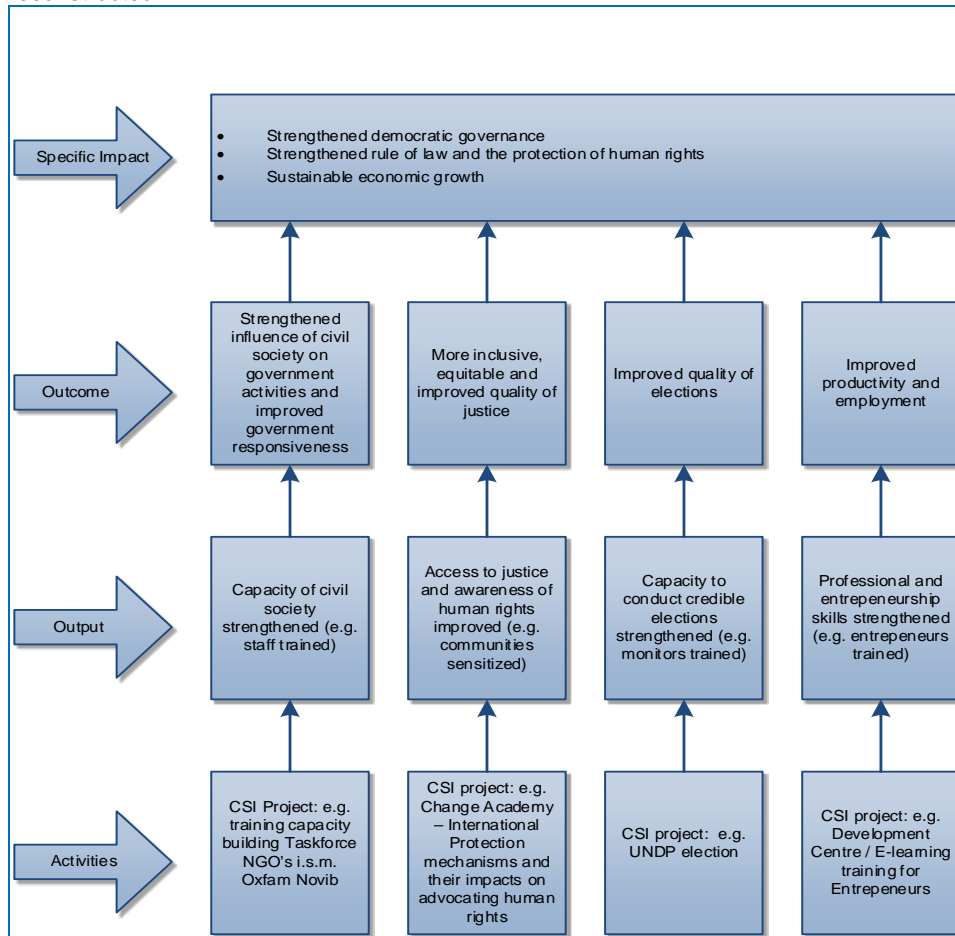 Specific Impact
• Strengthened democratic governance
• Strengthened rule of law and the protection of human rights
• Sustainable economic growth
Outcome
Strengthened
influence of civil
society on
government
activities and
improved
government
responsiveness
More inclusive,
equitable and
improved quality of
justice
Improved quality of
elections
Improved
productivity and
employment
Output
Capacity of civil
society
strengthened (e.g.
staff trained)
Access to justice
and awareness of
human rights
improved (e.g.
communities
sensitized)
Capacity to
conduct credible
elections
strengthened (e.g.
monitors trained)
Professional and
entrepeneurship
skills strengthened
(e.g. entrepeneurs
trained)
Activities
CSI Project: e.g.
training capacity
building Taskforce
NGO's i.s.m.
Oxfam Novib
CSI project: e.g.
Change Academy
– International
Protection
mechanisms and
their impacts on
advocating human
rights
CSI project: e.g.
UNDP election
CSI project: e.g.
Development
Centre / E-learning
training for
Entrepeneurs